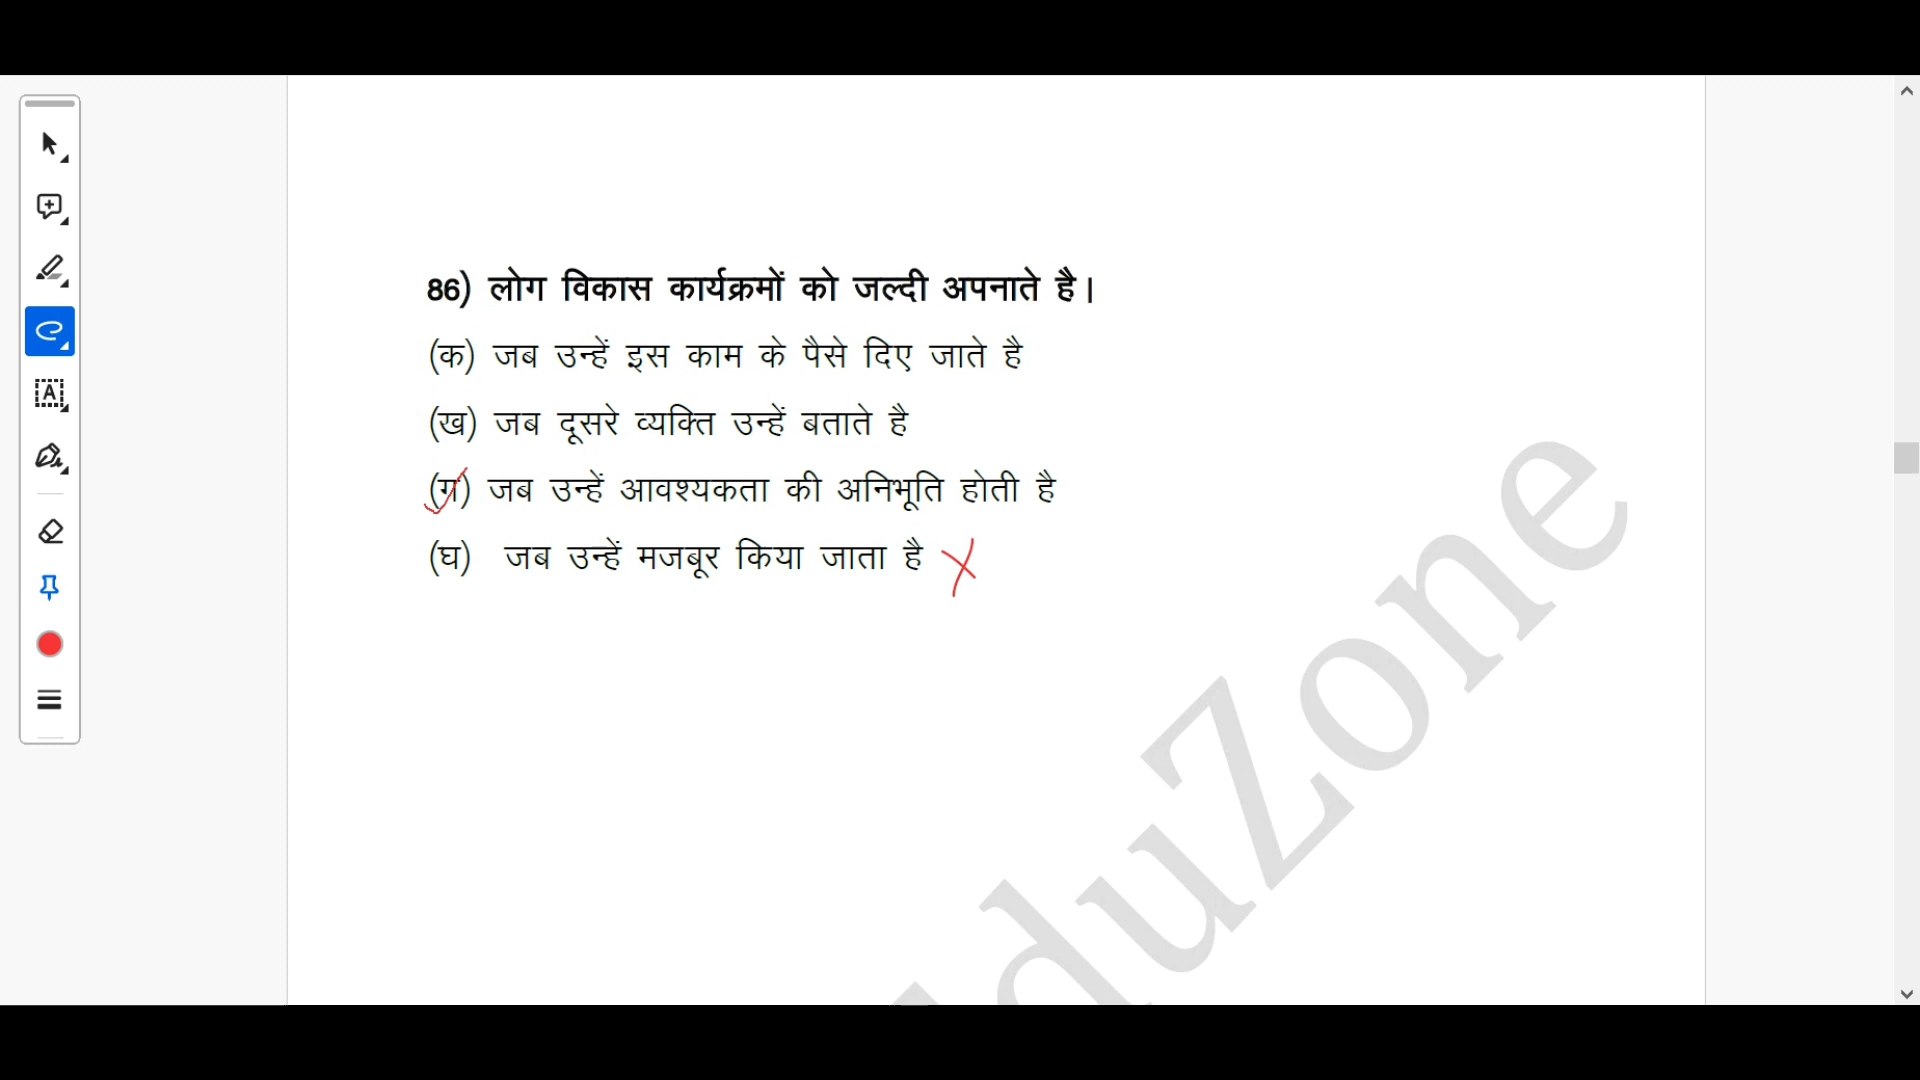 86) लोग विकास कार्यक्रमों को जल्दी अपनाते है।
(क) जब उन्हें इस काम के पैसे दिए जाते है
(ख) जब दूसरे व्यक्ति उन्हें बताते है
(ग) जब उन्हें आवश्यकता की अनिभूति होती है
(घ) जब उन्हें मजबूर किया जाता है
duZone